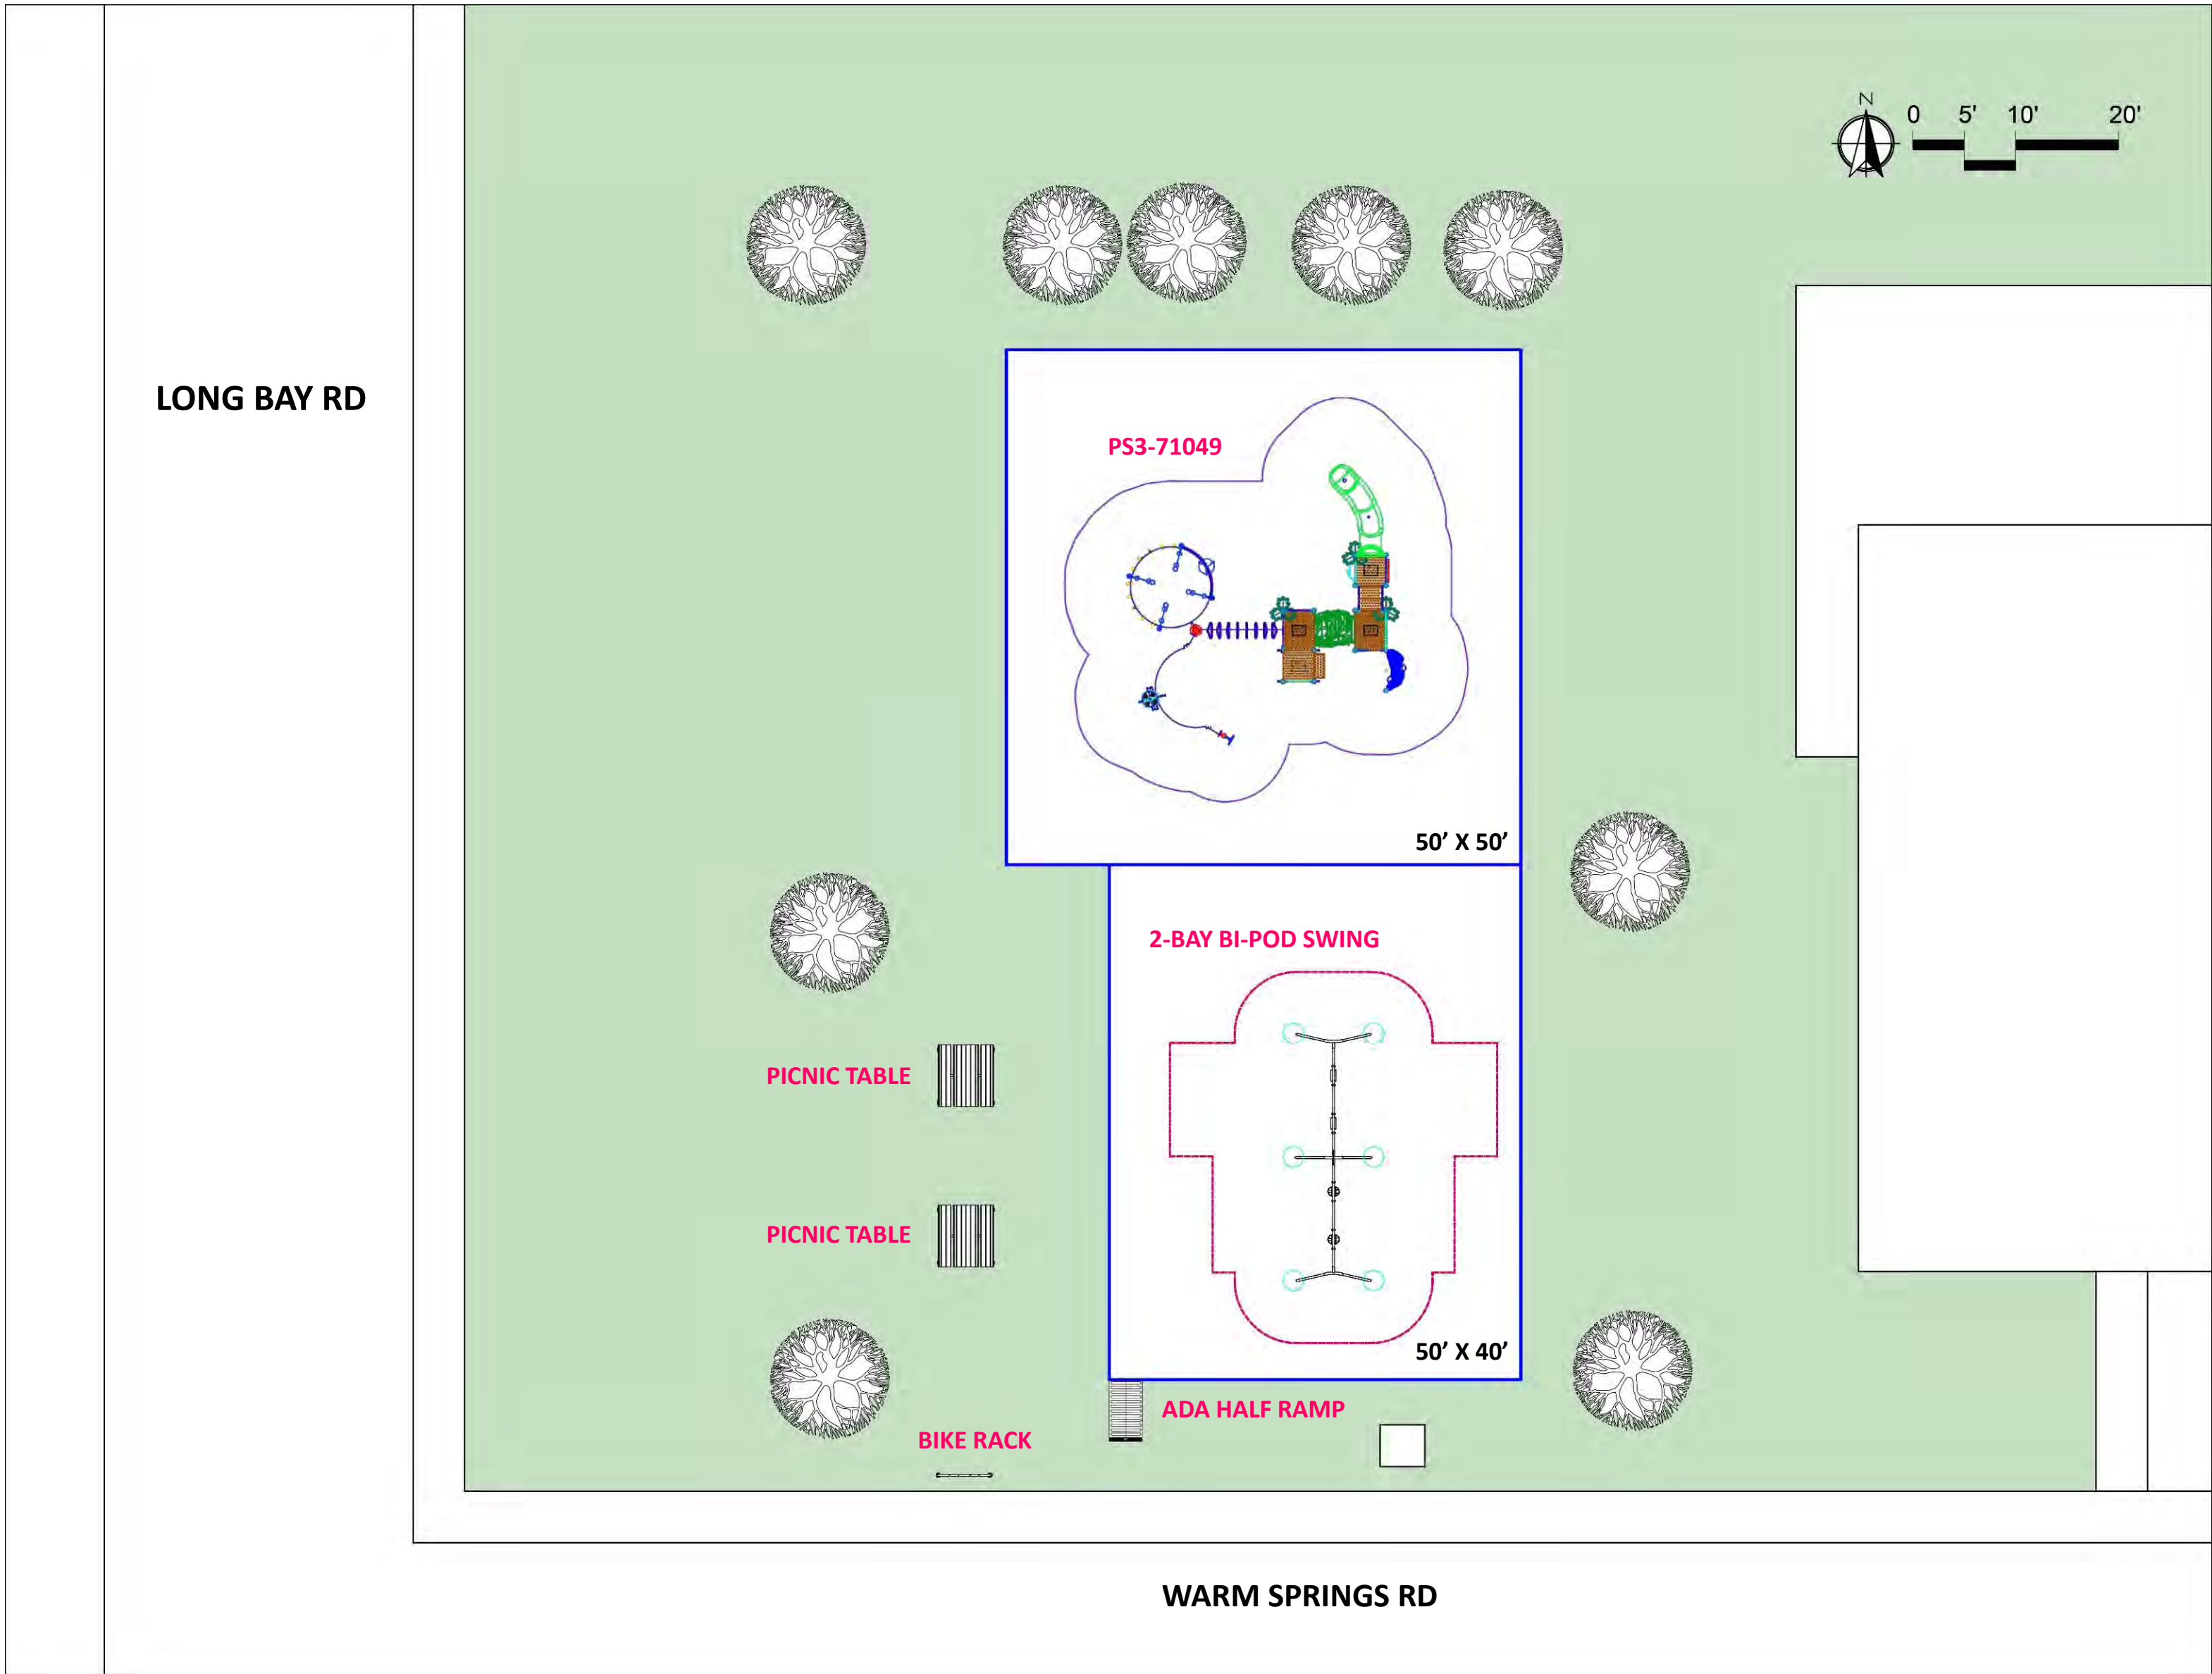 N
0 5' 10' 20'
LONG BAY RD
PS3-71049
50’ X 50’
2-BAY BI-POD SWING
PICNIC TABLE
PICNIC TABLE
50’ X 40’
ADA HALF RAMP
BIKE RACK
WARM SPRINGS RD